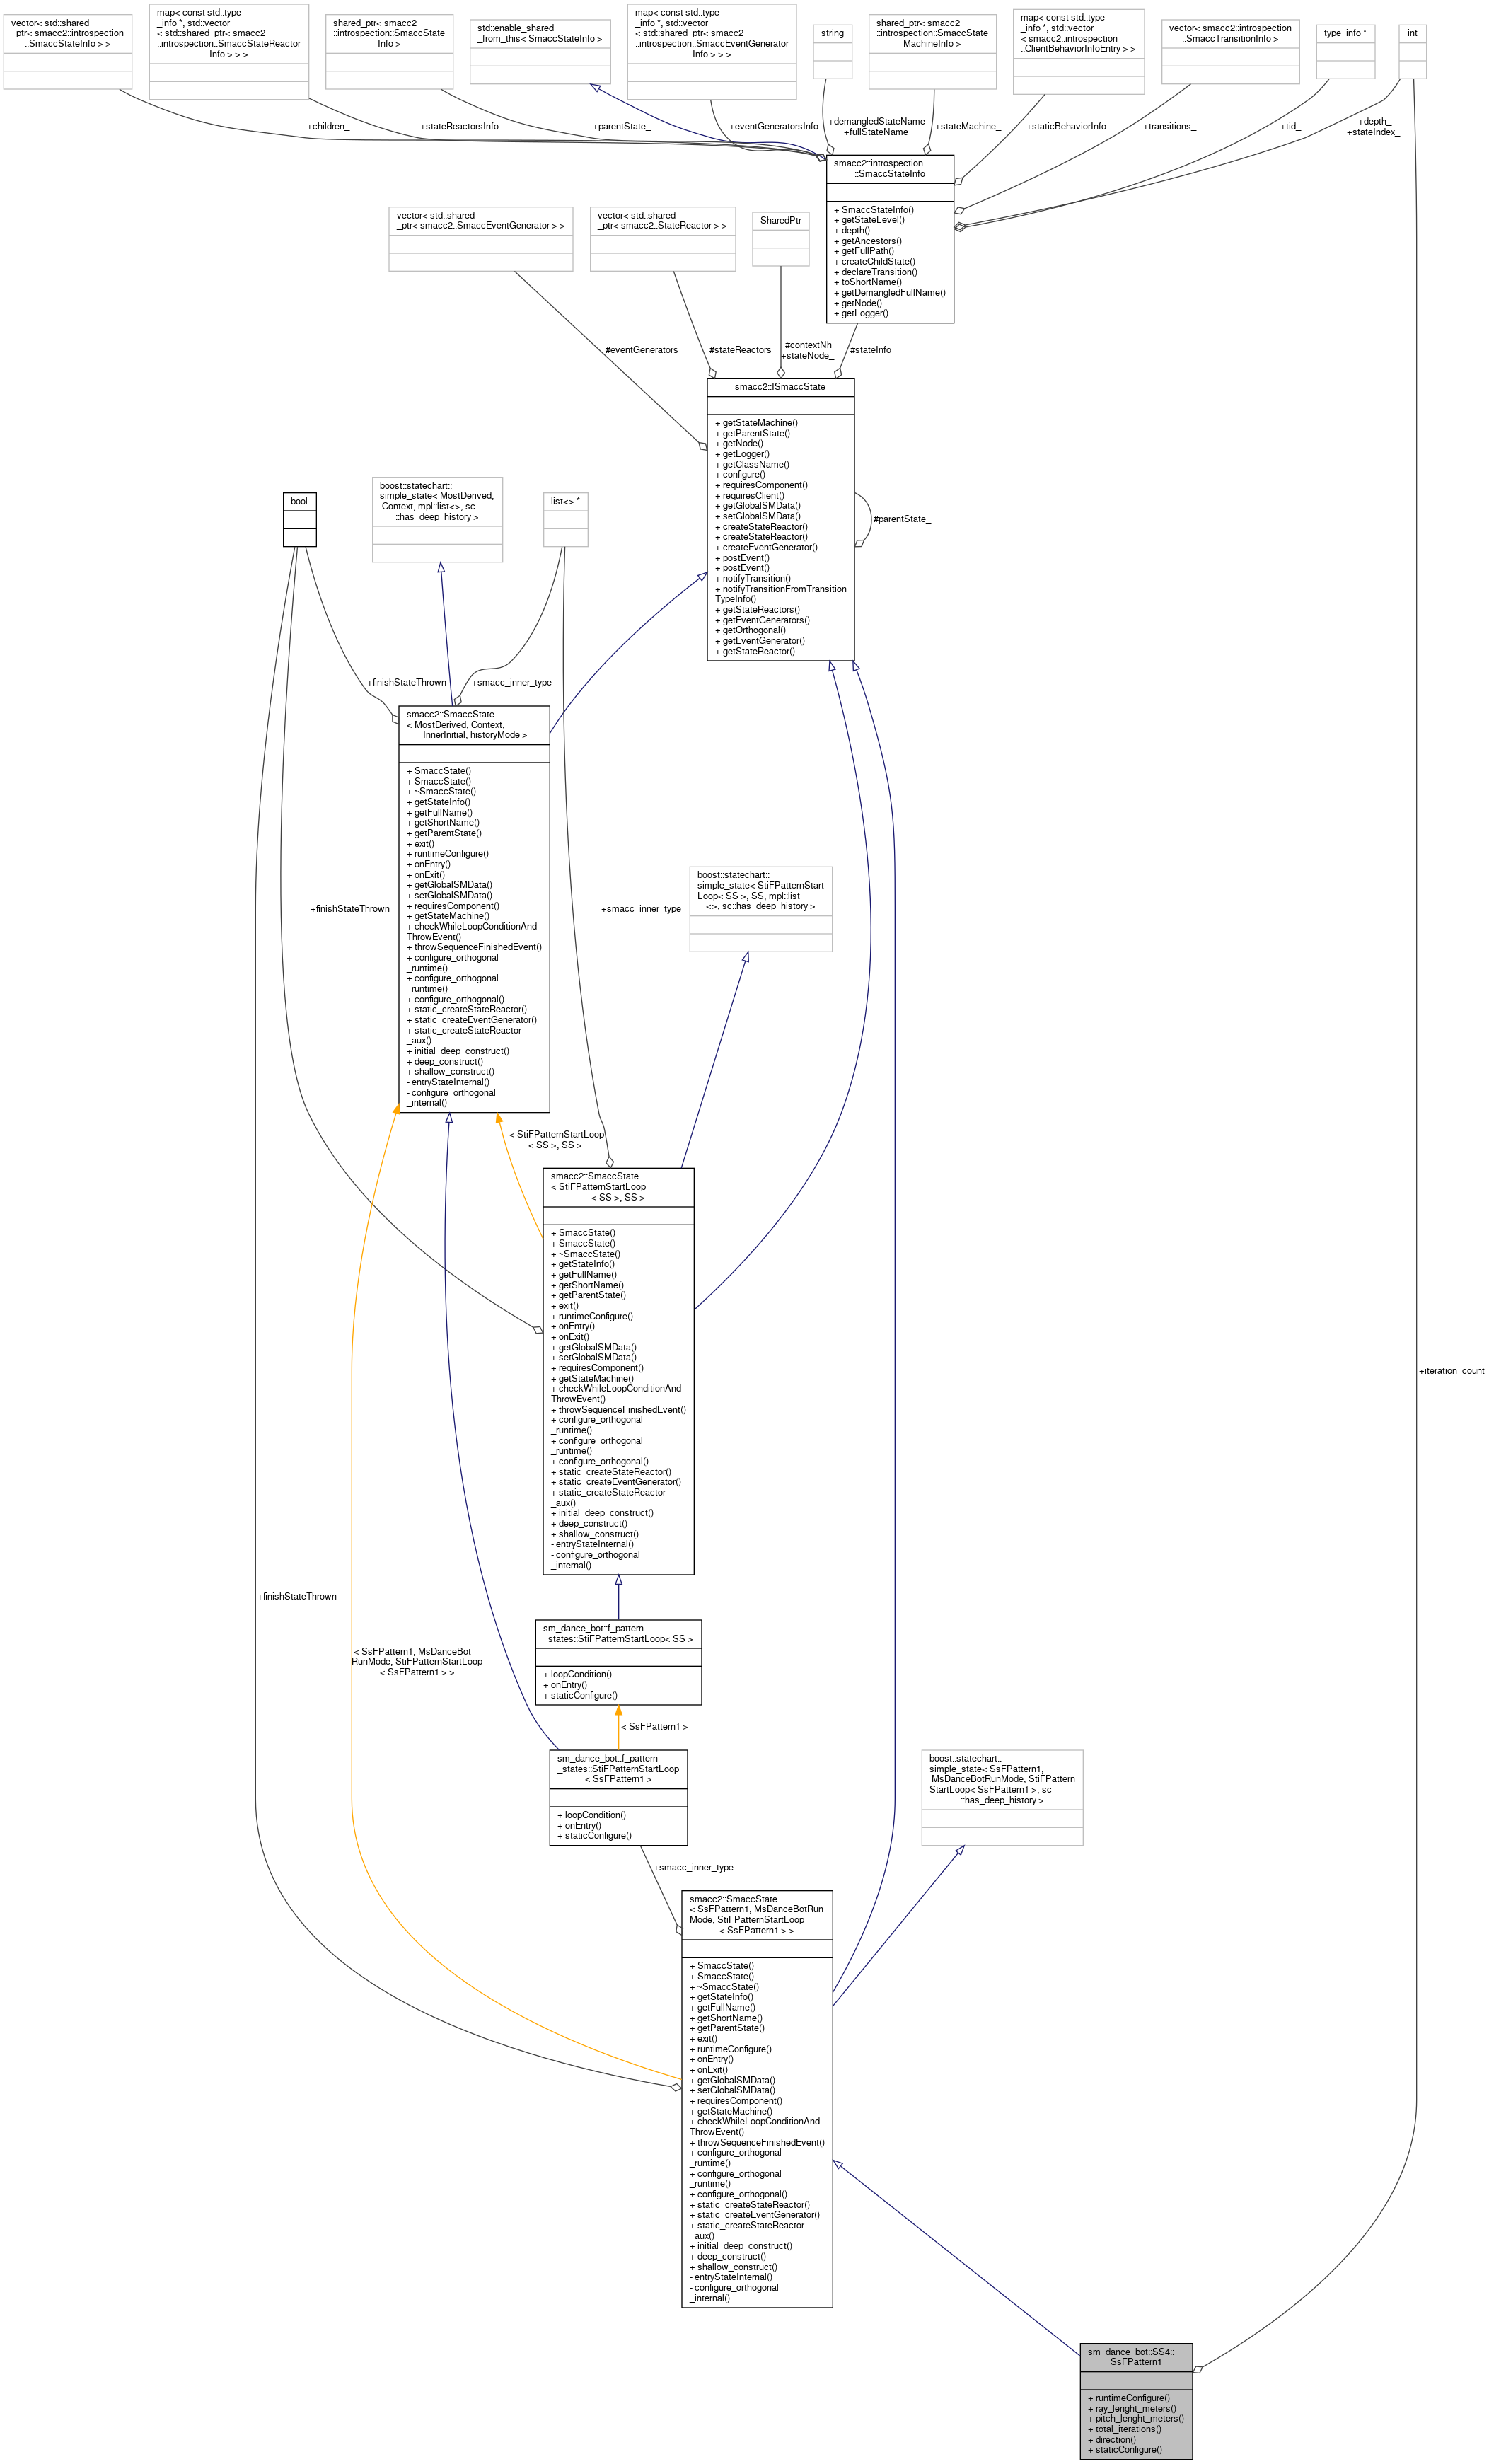 vector< std::shared
_ptr< smacc2::introspection
::SmaccStateInfo > >
map< const std::type
_info *, std::vector
< std::shared_ptr< smacc2
::introspection::SmaccStateReactor
Info > > >
shared_ptr< smacc2
::introspection::SmaccState
Info >
std::enable_shared
_from_this< SmaccStateInfo >
map< const std::type
_info *, std::vector
< std::shared_ptr< smacc2
::introspection::SmaccEventGenerator
Info > > >
string
shared_ptr< smacc2
::introspection::SmaccState
MachineInfo >
map< const std::type
_info *, std::vector
< smacc2::introspection
::ClientBehaviorInfoEntry > >
vector< smacc2::introspection
::SmaccTransitionInfo >
type_info *
int
+children_
+stateReactorsInfo
+parentState_
+eventGeneratorsInfo
+demangledStateName
+fullStateName
+stateMachine_
+staticBehaviorInfo
+transitions_
+tid_
+depth_
+stateIndex_
smacc2::introspection
::SmaccStateInfo
+ SmaccStateInfo()
+ getStateLevel()
+ depth()
+ getAncestors()
+ getFullPath()
+ createChildState()
+ declareTransition()
+ toShortName()
+ getDemangledFullName()
+ getNode()
+ getLogger()
vector< std::shared
_ptr< smacc2::SmaccEventGenerator > >
vector< std::shared
_ptr< smacc2::StateReactor > >
SharedPtr
#eventGenerators_
#stateReactors_
#contextNh
+stateNode_
#stateInfo_
smacc2::ISmaccState
+ getStateMachine()
+ getParentState()
+ getNode()
+ getLogger()
+ getClassName()
+ configure()
+ requiresComponent()
+ requiresClient()
+ getGlobalSMData()
+ setGlobalSMData()
+ createStateReactor()
+ createStateReactor()
+ createEventGenerator()
+ postEvent()
+ postEvent()
+ notifyTransition()
+ notifyTransitionFromTransition
TypeInfo()
+ getStateReactors()
+ getEventGenerators()
+ getOrthogonal()
+ getEventGenerator()
+ getStateReactor()
#parentState_
bool
boost::statechart::
simple_state< MostDerived,
Context, mpl::list<>, sc
::has_deep_history >
list<> *
+finishStateThrown
+smacc_inner_type
smacc2::SmaccState
< MostDerived, Context,
InnerInitial, historyMode >
+ SmaccState()
+ SmaccState()
+ ~SmaccState()
+ getStateInfo()
+ getFullName()
+ getShortName()
+ getParentState()
+ exit()
+ runtimeConfigure()
+ onEntry()
+ onExit()
+ getGlobalSMData()
+ setGlobalSMData()
+ requiresComponent()
+ getStateMachine()
+ checkWhileLoopConditionAnd
ThrowEvent()
+ throwSequenceFinishedEvent()
+ configure_orthogonal
_runtime()
+ configure_orthogonal
_runtime()
+ configure_orthogonal()
+ static_createStateReactor()
+ static_createEventGenerator()
+ static_createStateReactor
_aux()
+ initial_deep_construct()
+ deep_construct()
+ shallow_construct()
- entryStateInternal()
- configure_orthogonal
_internal()
+finishStateThrown
+smacc_inner_type
boost::statechart::
simple_state< StiFPatternStart
Loop< SS >, SS, mpl::list
<>, sc::has_deep_history >
< StiFPatternStartLoop
< SS >, SS >
smacc2::SmaccState
< StiFPatternStartLoop
< SS >, SS >
+ SmaccState()
+ SmaccState()
+ ~SmaccState()
+ getStateInfo()
+ getFullName()
+ getShortName()
+ getParentState()
+ exit()
+ runtimeConfigure()
+ onEntry()
+ onExit()
+ getGlobalSMData()
+ setGlobalSMData()
+ requiresComponent()
+ getStateMachine()
+ checkWhileLoopConditionAnd
ThrowEvent()
+ throwSequenceFinishedEvent()
+ configure_orthogonal
_runtime()
+ configure_orthogonal
_runtime()
+ configure_orthogonal()
+ static_createStateReactor()
+ static_createEventGenerator()
+ static_createStateReactor
_aux()
+ initial_deep_construct()
+ deep_construct()
+ shallow_construct()
- entryStateInternal()
- configure_orthogonal
_internal()
+iteration_count
+finishStateThrown
< SsFPattern1, MsDanceBot
RunMode, StiFPatternStartLoop
< SsFPattern1 > >
sm_dance_bot::f_pattern
_states::StiFPatternStartLoop< SS >
+ loopCondition()
+ onEntry()
+ staticConfigure()
< SsFPattern1 >
sm_dance_bot::f_pattern
_states::StiFPatternStartLoop
< SsFPattern1 >
+ loopCondition()
+ onEntry()
+ staticConfigure()
boost::statechart::
simple_state< SsFPattern1,
MsDanceBotRunMode, StiFPattern
StartLoop< SsFPattern1 >, sc
::has_deep_history >
+smacc_inner_type
smacc2::SmaccState
< SsFPattern1, MsDanceBotRun
Mode, StiFPatternStartLoop
< SsFPattern1 > >
+ SmaccState()
+ SmaccState()
+ ~SmaccState()
+ getStateInfo()
+ getFullName()
+ getShortName()
+ getParentState()
+ exit()
+ runtimeConfigure()
+ onEntry()
+ onExit()
+ getGlobalSMData()
+ setGlobalSMData()
+ requiresComponent()
+ getStateMachine()
+ checkWhileLoopConditionAnd
ThrowEvent()
+ throwSequenceFinishedEvent()
+ configure_orthogonal
_runtime()
+ configure_orthogonal
_runtime()
+ configure_orthogonal()
+ static_createStateReactor()
+ static_createEventGenerator()
+ static_createStateReactor
_aux()
+ initial_deep_construct()
+ deep_construct()
+ shallow_construct()
- entryStateInternal()
- configure_orthogonal
_internal()
sm_dance_bot::SS4::
SsFPattern1
+ runtimeConfigure()
+ ray_lenght_meters()
+ pitch_lenght_meters()
+ total_iterations()
+ direction()
+ staticConfigure()